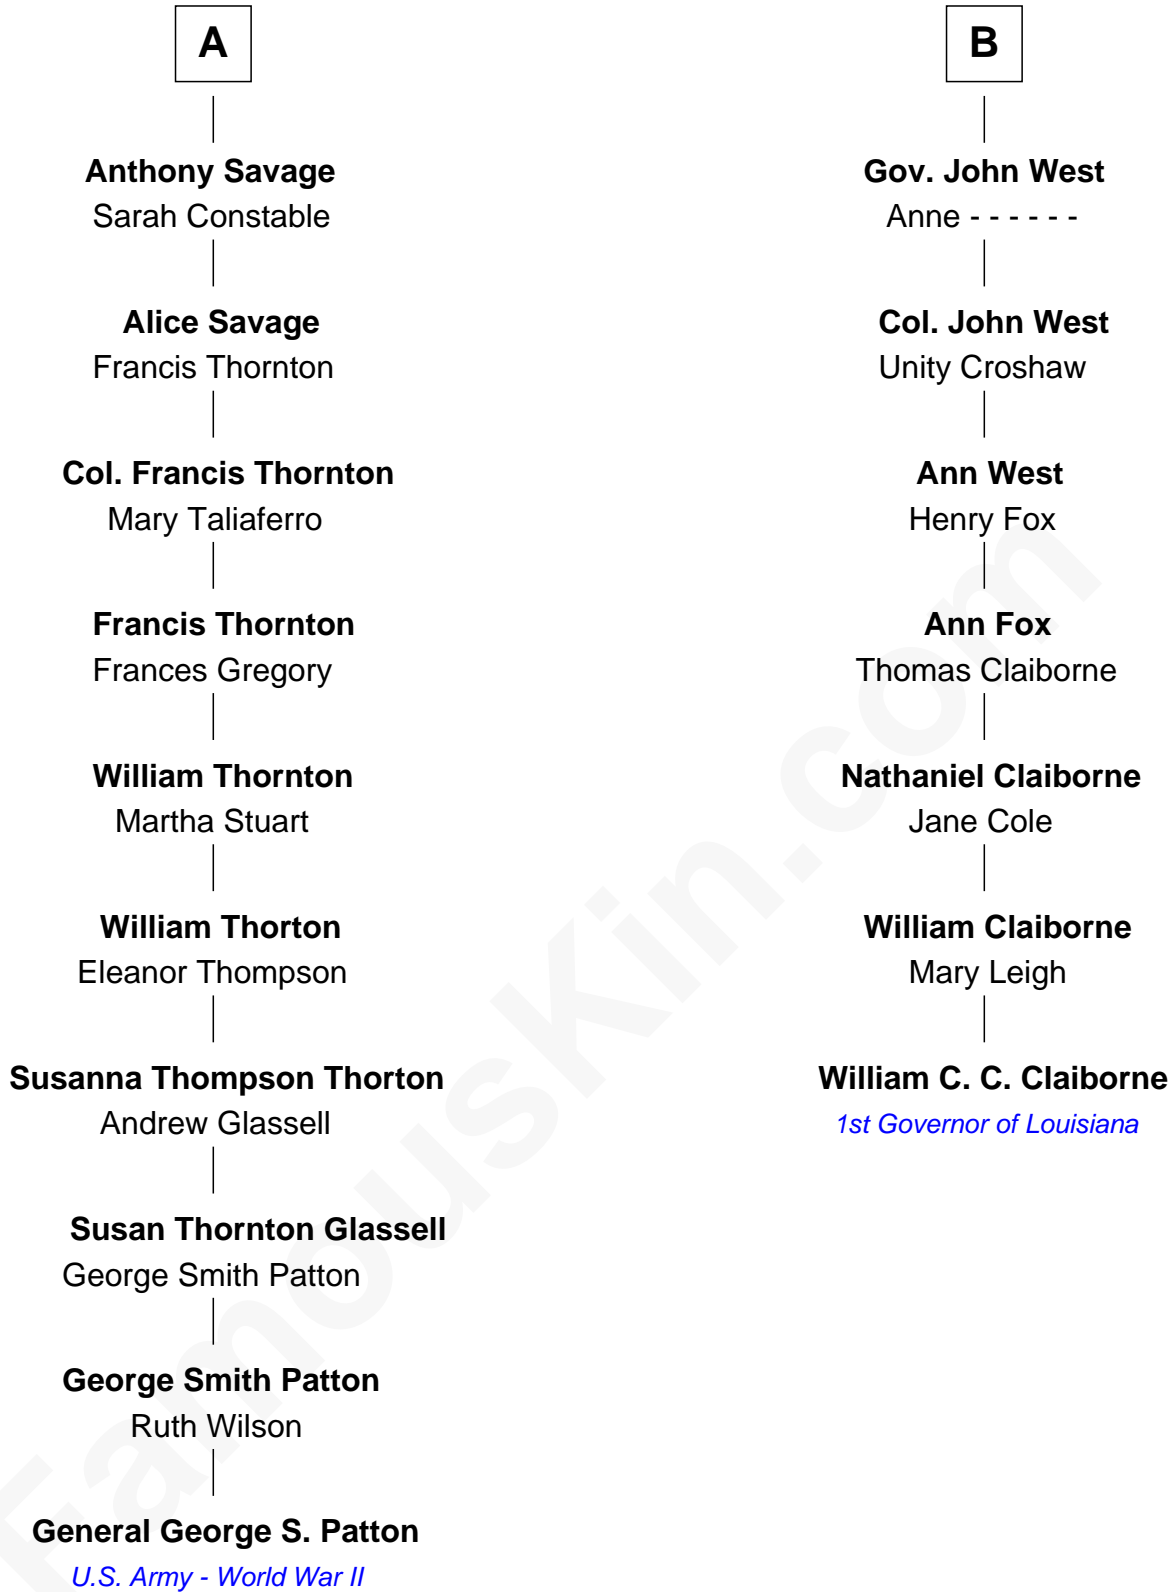 A
Anthony Savage
Sarah Constable
Alice Savage
Francis Thornton
Col. Francis Thornton
Mary Taliaferro
Francis Thornton
Frances Gregory
William Thornton
Martha Stuart
William Thorton
Eleanor Thompson
Susanna Thompson Thorton
Andrew Glassell
Susan Thornton Glassell
George Smith Patton
George Smith Patton
Ruth Wilson
General George S. Patton
U.S. Army - World War II
B
Gov. John West
Anne - - - - - -
Col. John West
Unity Croshaw
Ann West
Henry Fox
Ann Fox
Thomas Claiborne
Nathaniel Claiborne
Jane Cole
William Claiborne
Mary Leigh
William C. C. Claiborne
1st Governor of Louisiana
FamousKin.com